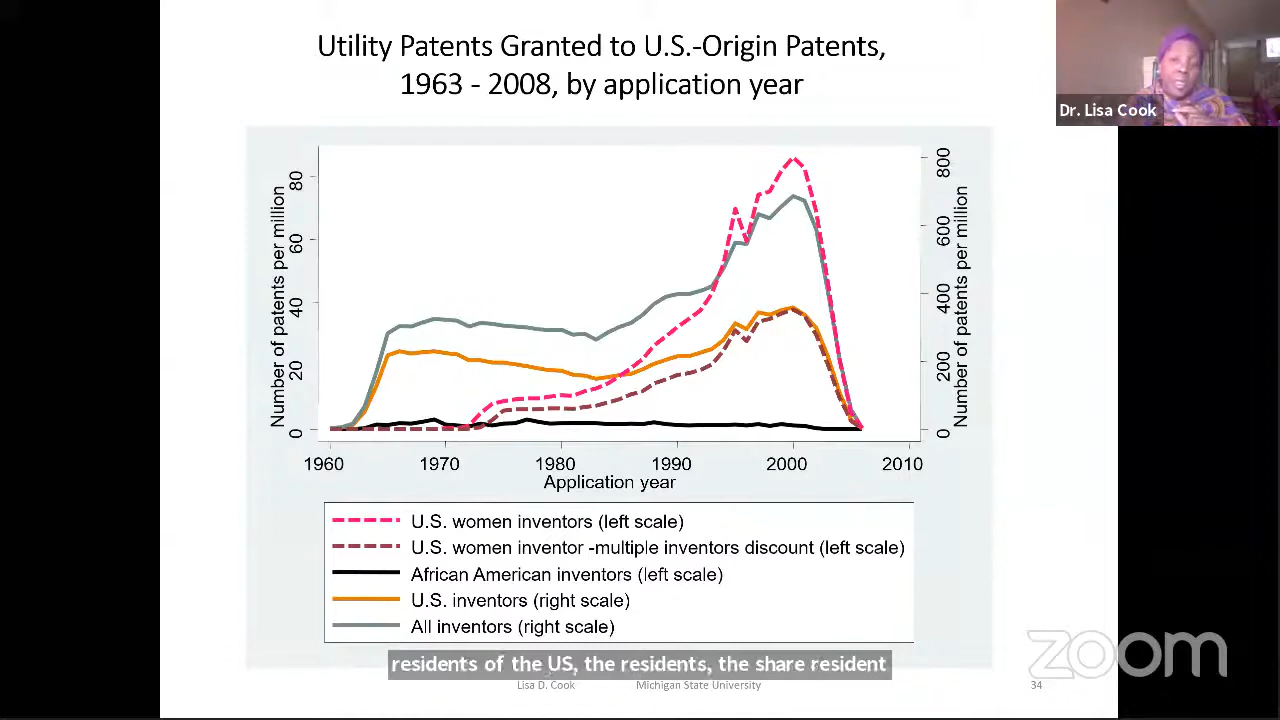 Utility Patents Granted to U.S.-Origin Patents,
1963 - 2008, by application year
Dr. Lisa Cook
Number of patents per million
80
60
40
20
0
800
600
400
200
0
Number of patents per million
1960 1970 1980 1990 2000 2010
Application year
U.S. women inventors (left scale)
U.S. women inventor -multiple inventors discount (left scale)
African American inventors (left scale)
U.S. inventors (right scale)
All inventors (right scale)
residents of the US, the residents, the share resident
Lisa D. Cook Michigan State University 34
zoom